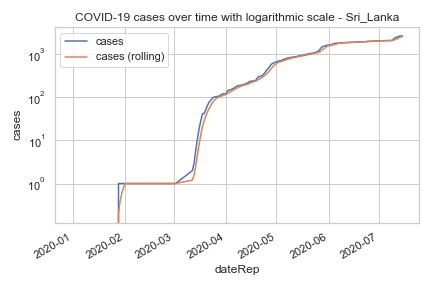 COVID-19 cases over time with logarithmic scale - Sri_Lanka
cases
cases (rolling)
10³
10²
10¹
10⁰
cases
2020-01
2020-02
2020-03
2020-04
2020-05
2020-06
2020-07
dateRep